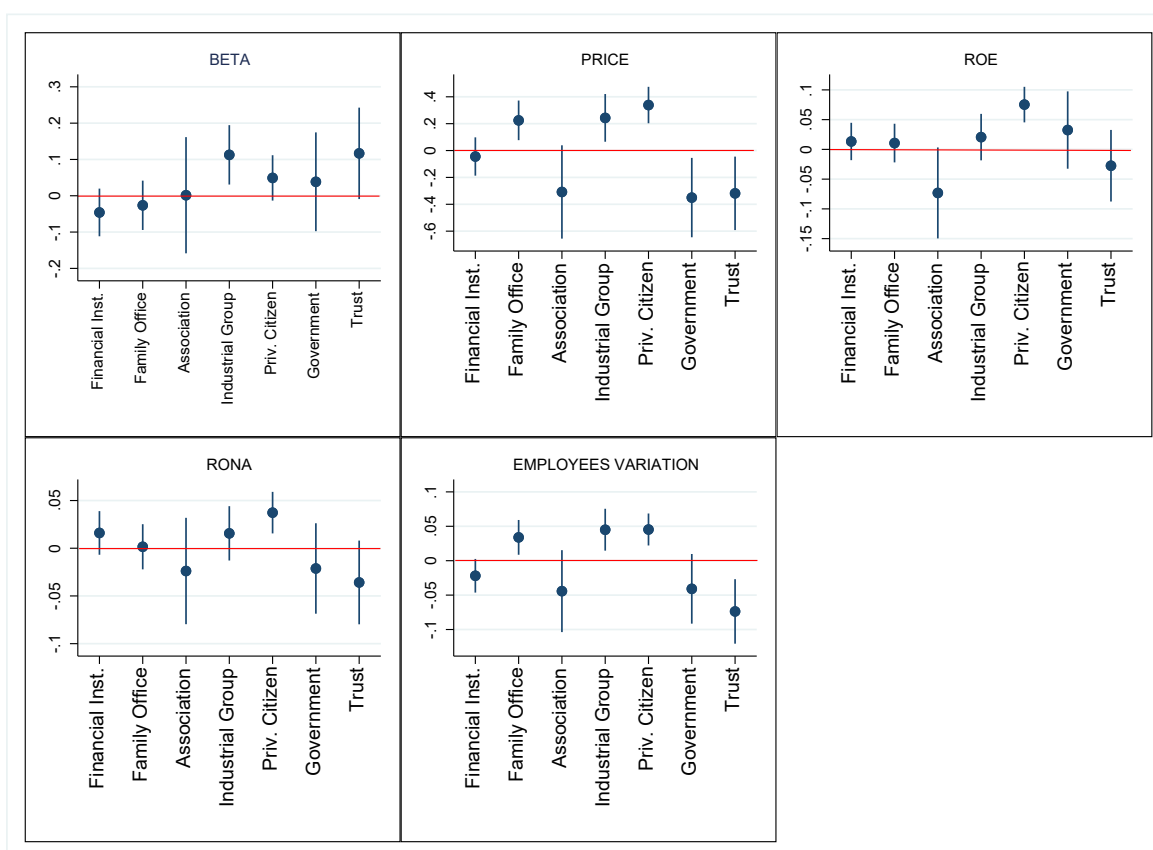 BETA
.3
.2
.1
0
-.1
-.2
Financial Inst.
Family Office
Association
Industrial Group
Priv. Citizen
Government
Trust
PRICE
.4
.2
0
-.2
-.4
-.6
Financial Inst.
Family Office
Association
Industrial Group
Priv. Citizen
Government
Trust
ROE
.1
.05
0
-.05
-.1
-.15
Financial Inst.
Family Office
Association
Industrial Group
Priv. Citizen
Government
Trust
RONA
.05
0
-.05
-.1
Financial Inst.
Family Office
Association
Industrial Group
Priv. Citizen
Government
Trust
EMPLOYEES VARIATION
.1
.05
0
-.05
-.1
Financial Inst.
Family Office
Association
Industrial Group
Priv. Citizen
Government
Trust